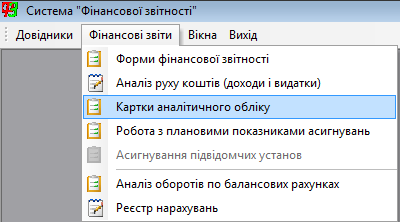 Система "Фінансової звітності"
Довідники Фінансові звіти Вікна Вихід
Форми фінансової звітності
Аналіз руху коштів (доходи і видатки)
Картки аналітичного обліку
Робота з плановими показниками асигнувань
Асигнування підвідомчих установ
Аналіз оборотів по балансових рахунках
Реєстр нарахувань